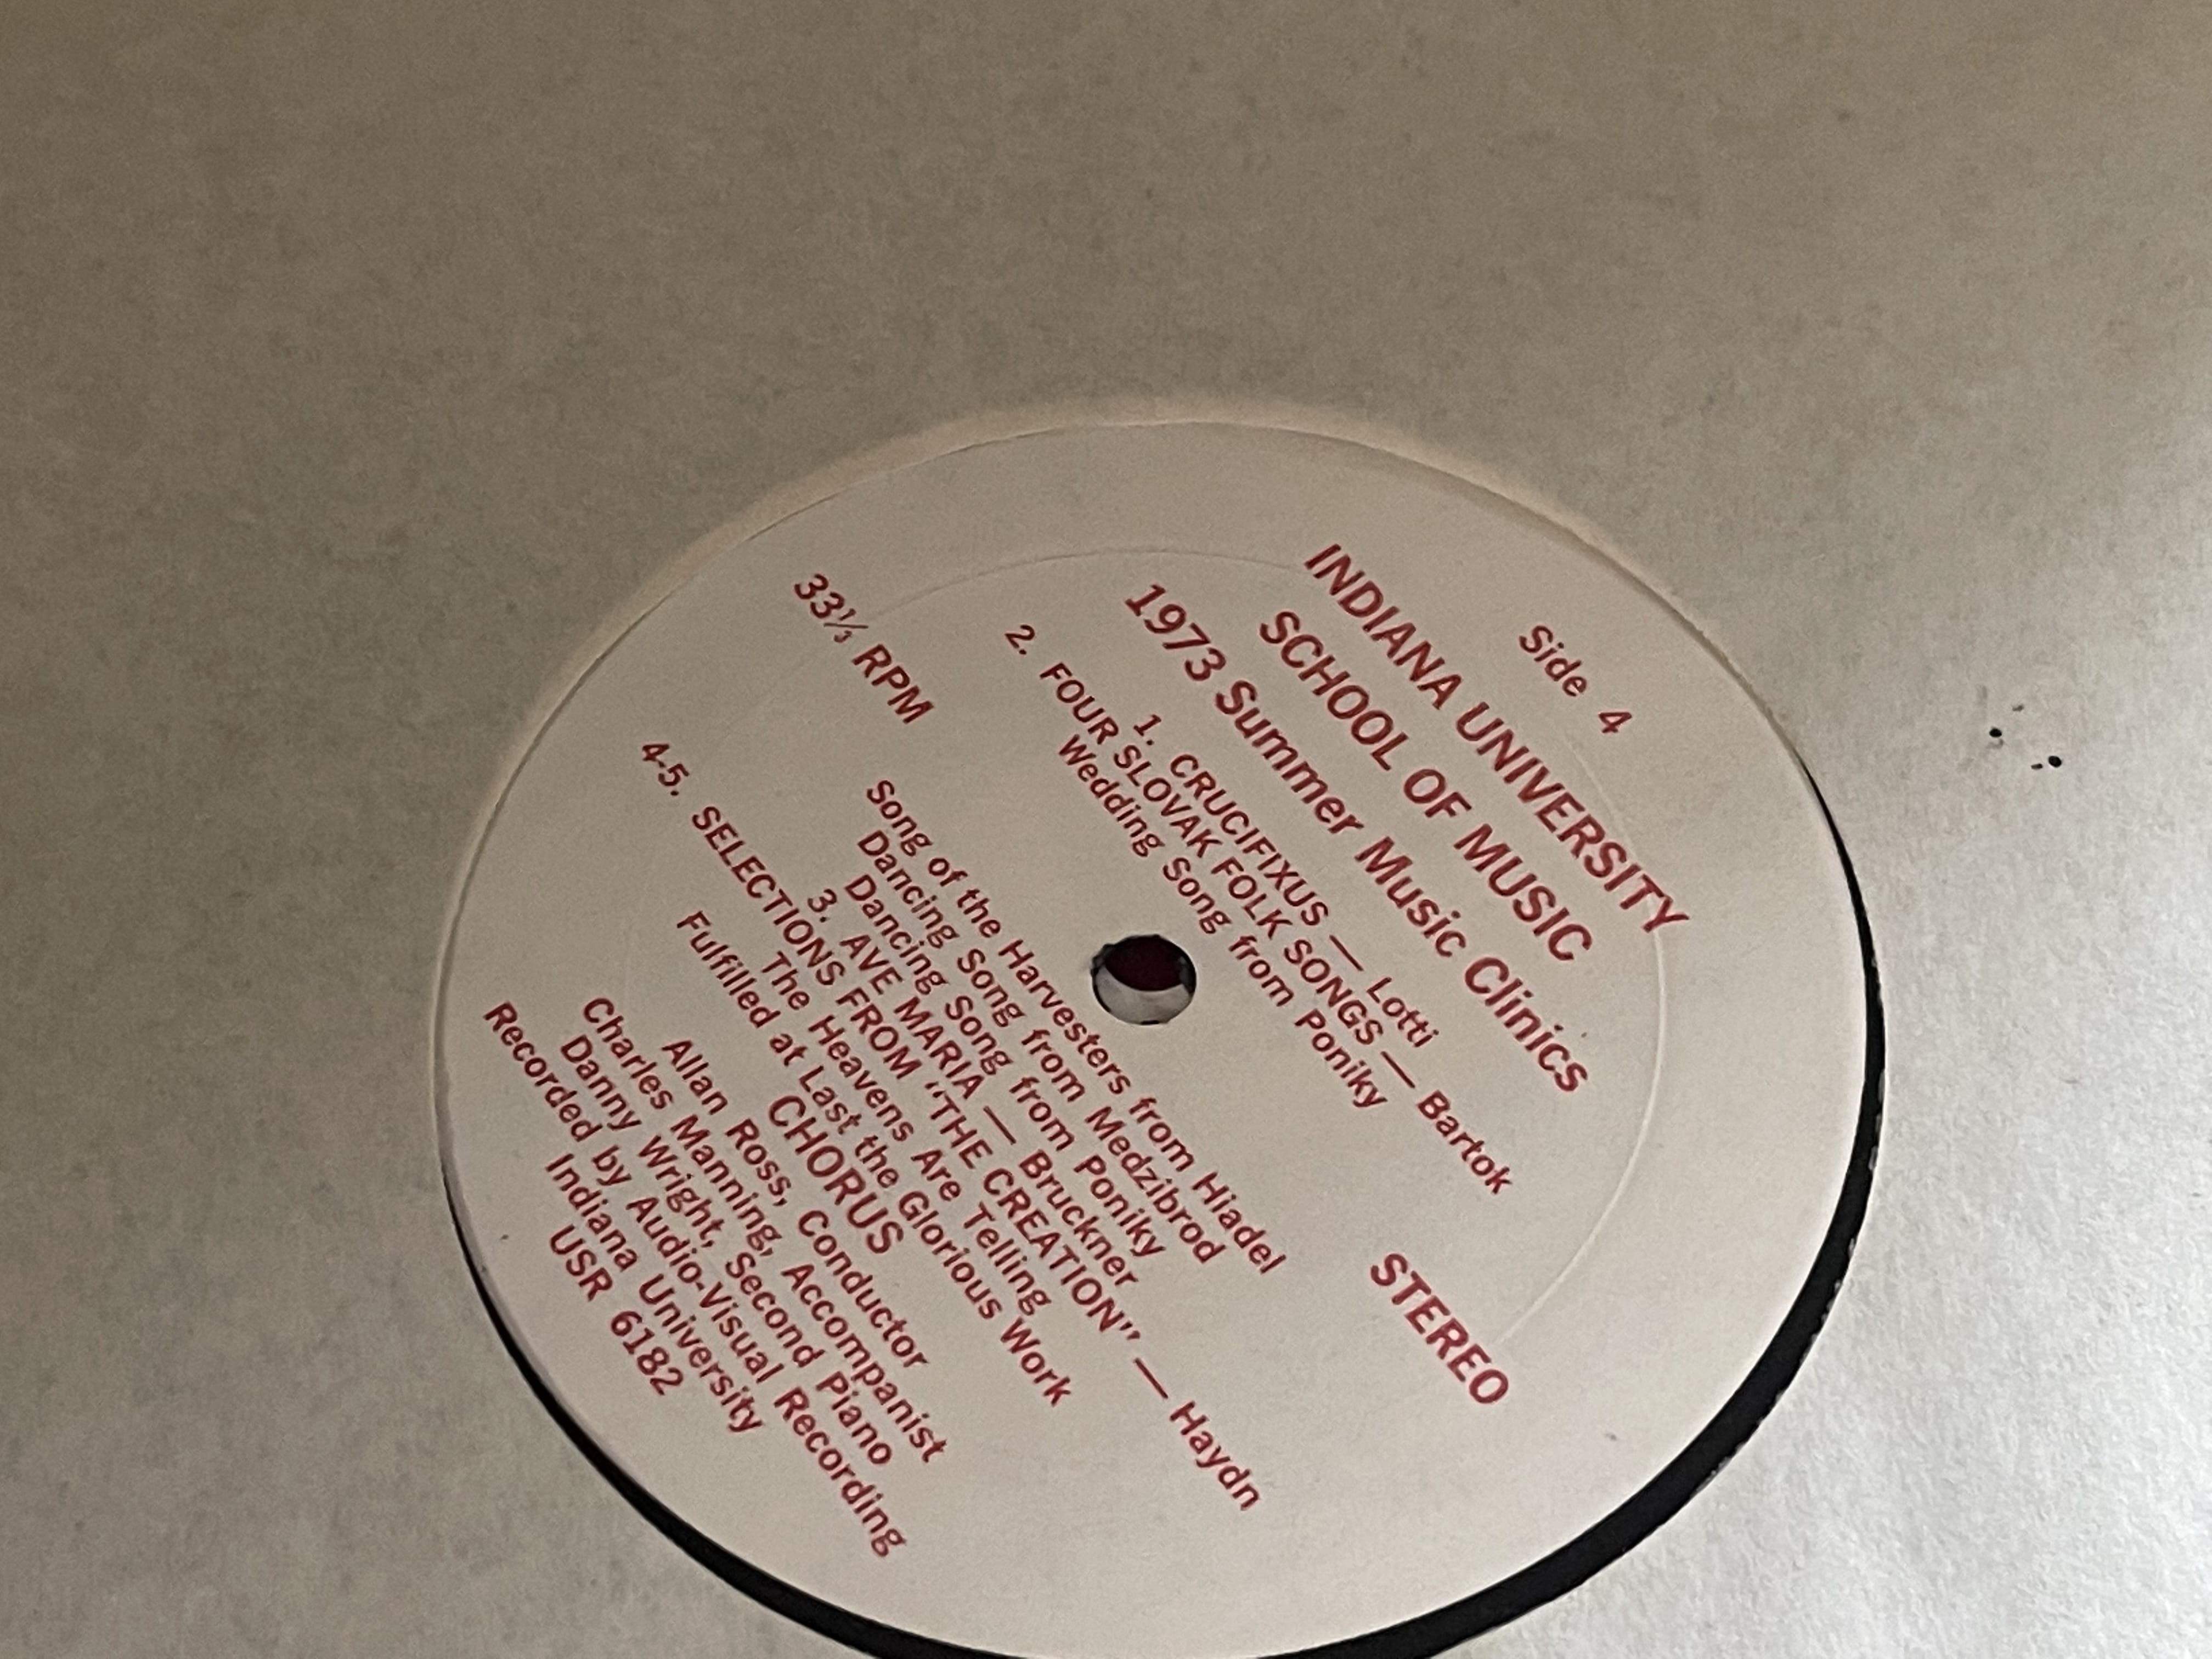 Side 4
INDIANA UNIVERSITY
SCHOOL OF MUSIC
1973 Summer Music Clinics
1. CRUCIFIXUS — Lotti
2. FOUR SLOVAK FOLK SONGS — Bartok
Wedding Song from Poniky
33⅓ RPM
STEREO
Song of the Harvesters from Hiadel
Dancing Song from Medzibrod
Dancing Song from Poniky
3. AVE MARIA — Bruckner
4-5. SELECTIONS FROM "THE CREATION" — Haydn
The Heavens Are Telling
Fulfilled at Last the Glorious Work
CHORUS
Allan Ross, Conductor
Charles Manning, Accompanist
Danny Wright, Second Piano
Recorded by Audio-Visual Recording
Indiana University
USR 6182